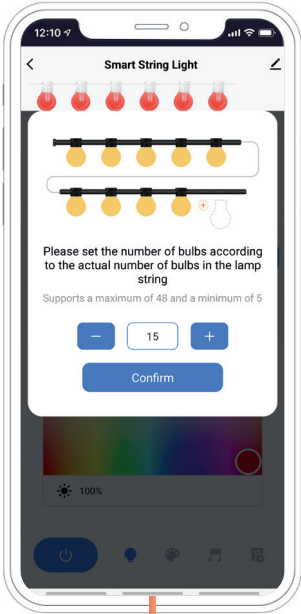 12:10
Smart String Light
Please set the number of bulbs according
to the actual number of bulbs in the lamp
string
Supports a maximum of 48 and a minimum of 5
15
Confirm
100%